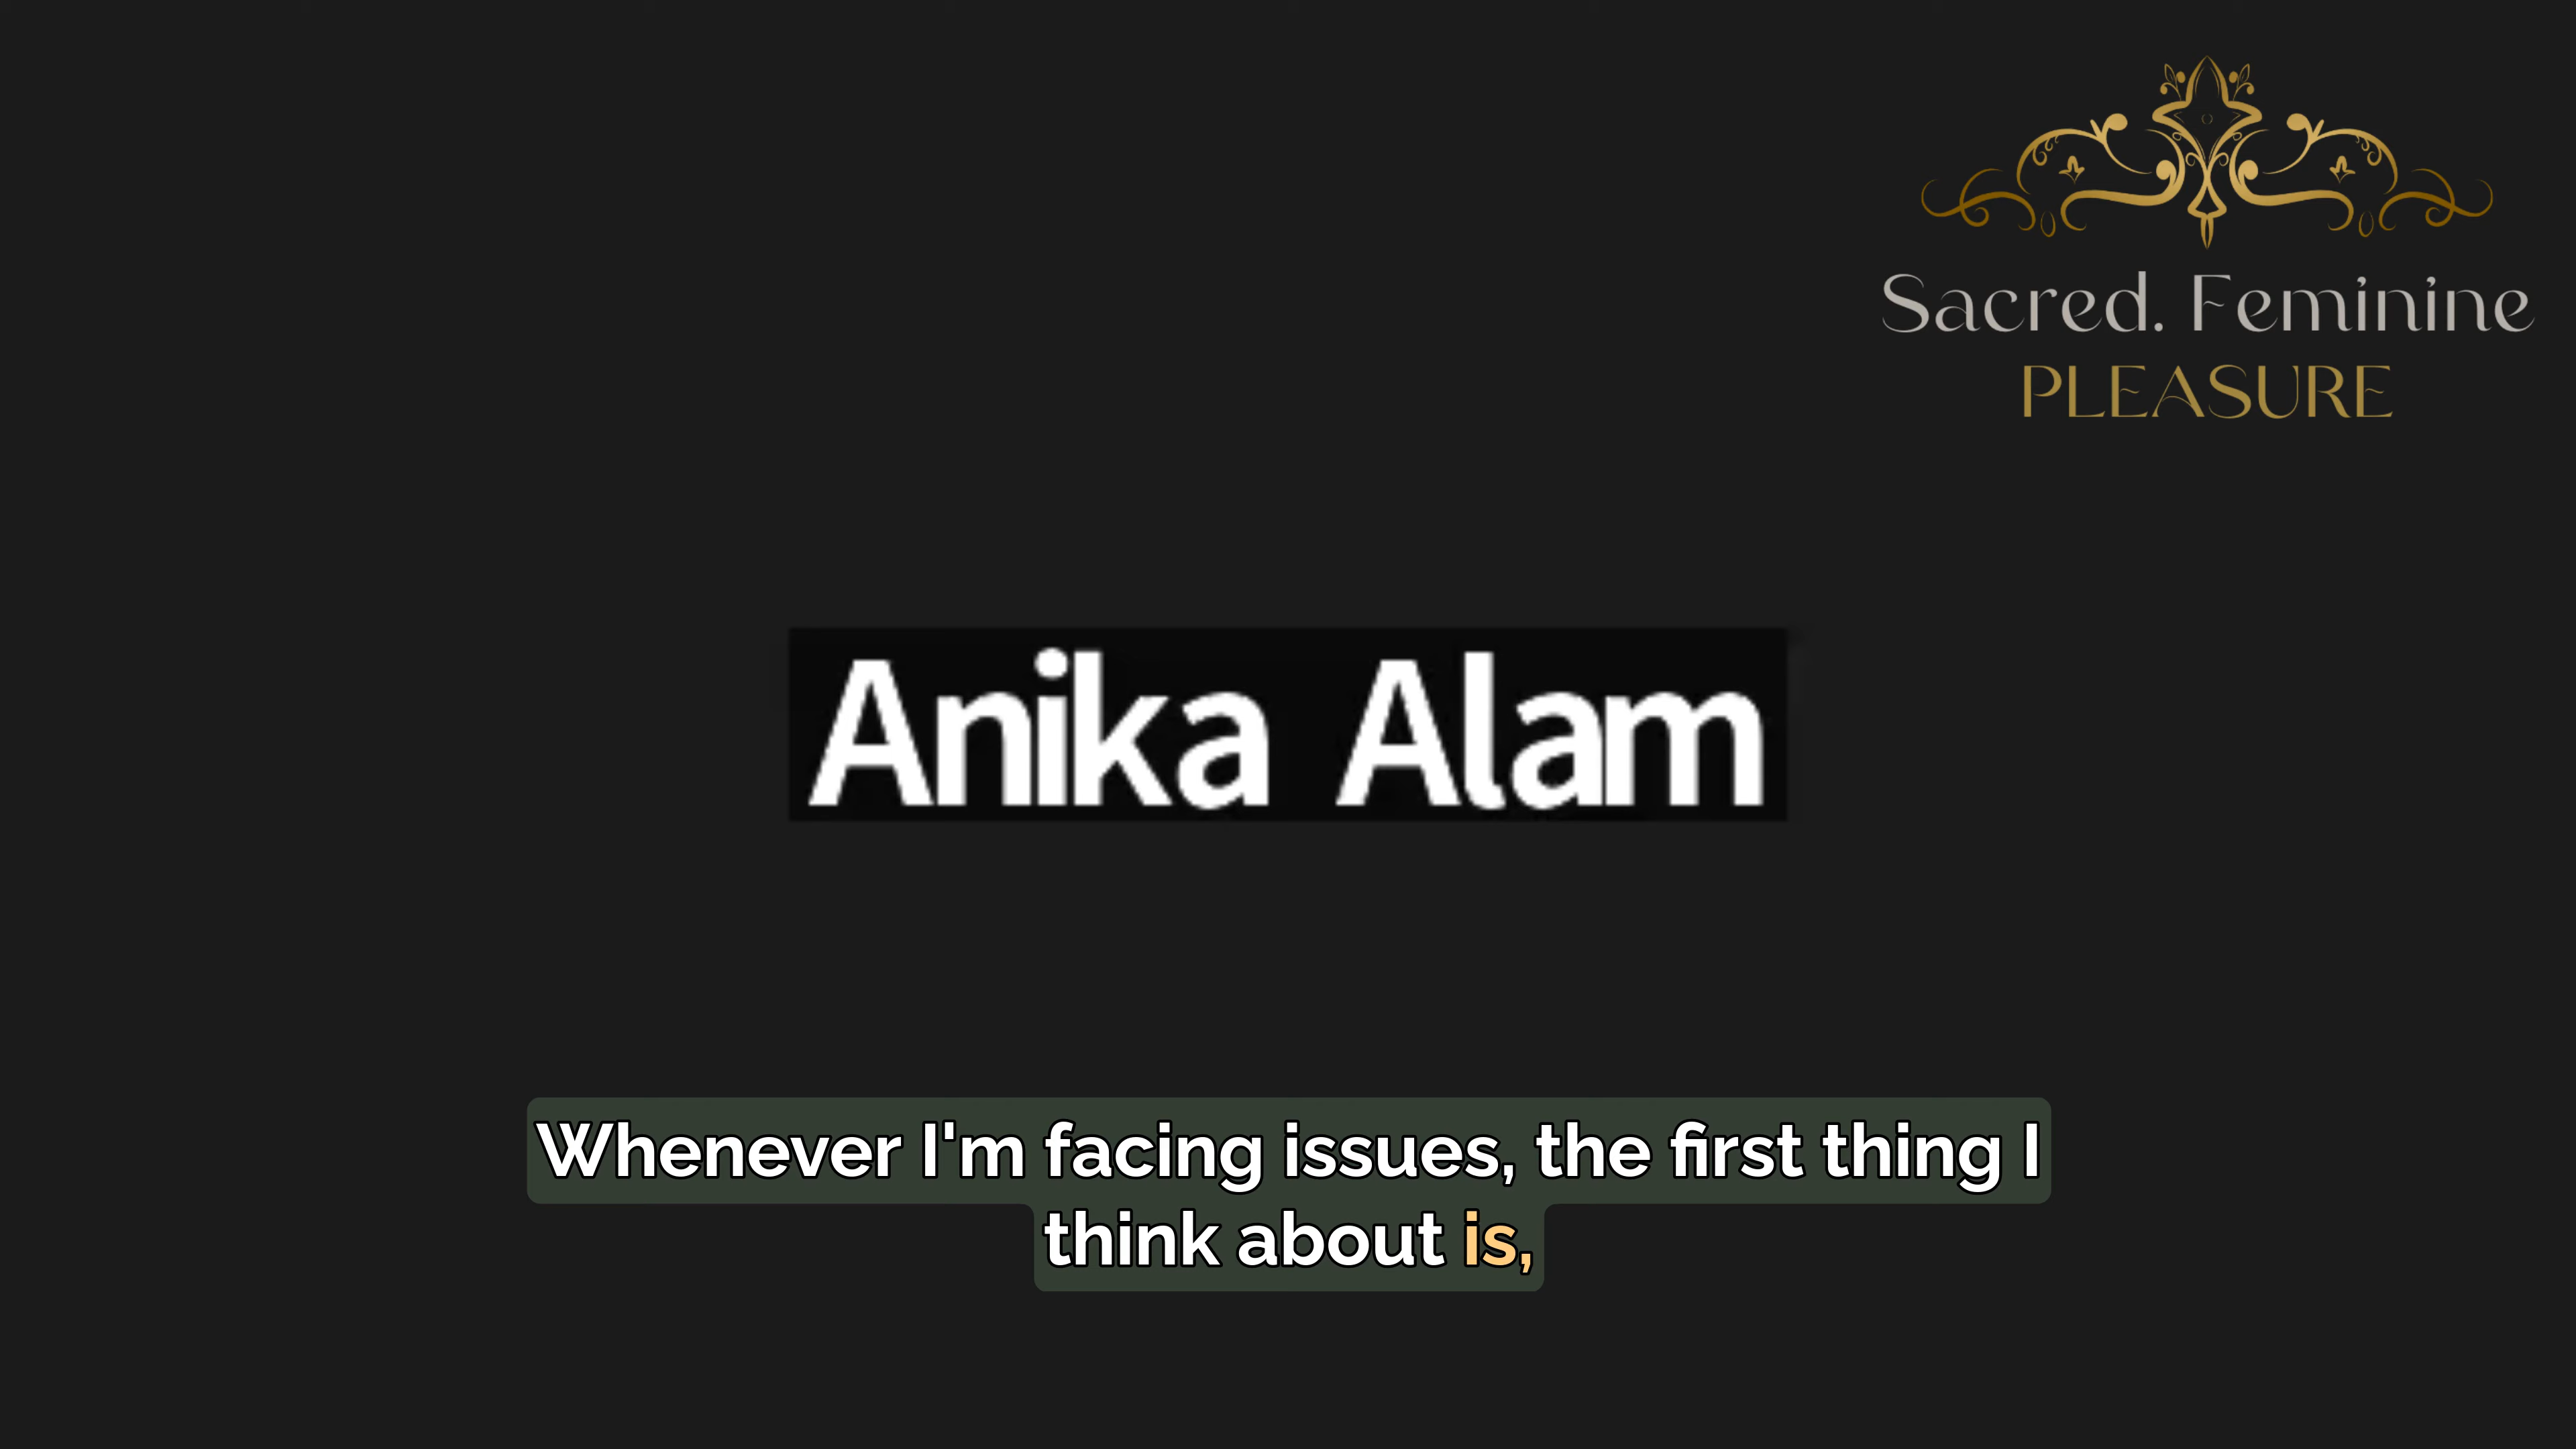 Sacred. Feminine
PLEASURE
Anika Alam
Whenever I'm facing issues, the first thing I
think about is,